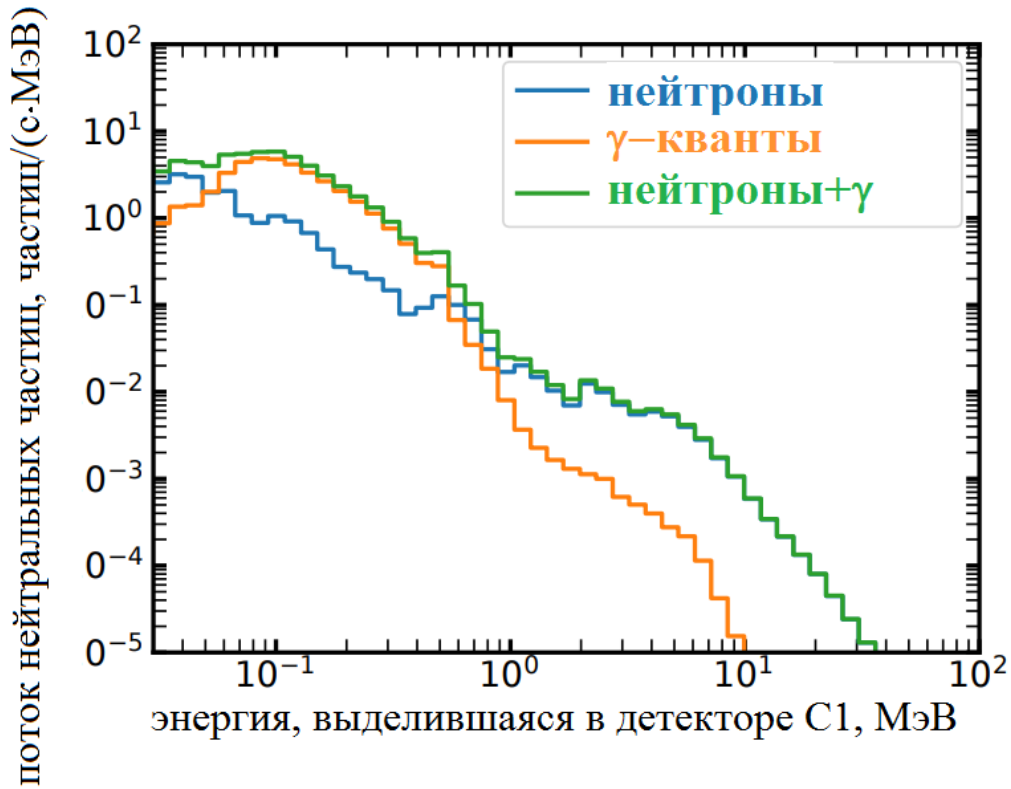 поток нейтральных частиц, частиц/(с·МэВ)
10²
10¹
10⁰
0⁻¹
0⁻²
0⁻³
0⁻⁴
0⁻⁵
нейтроны
γ−кванты
нейтроны+γ
10⁻¹ 10⁰ 10¹ 10²
энергия, выделившаяся в детекторе С1, МэВ